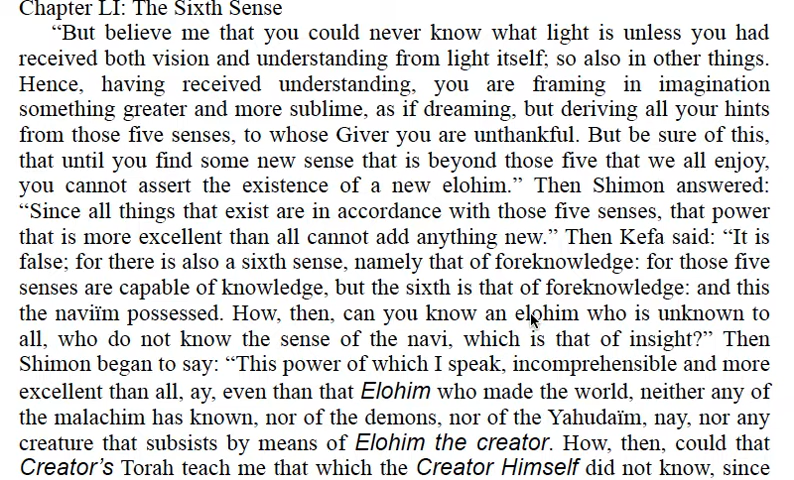 Chapter LI: The Sixth Sense
“But believe me that you could never know what light is unless you had
received both vision and understanding from light itself; so also in other things.
Hence, having received understanding, you are framing in imagination
something greater and more sublime, as if dreaming, but deriving all your hints
from those five senses, to whose Giver you are unthankful. But be sure of this,
that until you find some new sense that is beyond those five that we all enjoy,
you cannot assert the existence of a new elohim.” Then Shimon answered:
“Since all things that exist are in accordance with those five senses, that power
that is more excellent than all cannot add anything new.” Then Kefa said: “It is
false; for there is also a sixth sense, namely that of foreknowledge: for those five
senses are capable of knowledge, but the sixth is that of foreknowledge: and this
the naviïm possessed. How, then, can you know an elohim who is unknown to
all, who do not know the sense of the navi, which is that of insight?” Then
Shimon began to say: “This power of which I speak, incomprehensible and more
excellent than all, ay, even than that Elohim who made the world, neither any of
the malachim has known, nor of the demons, nor of the Yahudaïm, nay, nor any
creature that subsists by means of Elohim the creator. How, then, could that
Creator’s Torah teach me that which the Creator Himself did not know, since